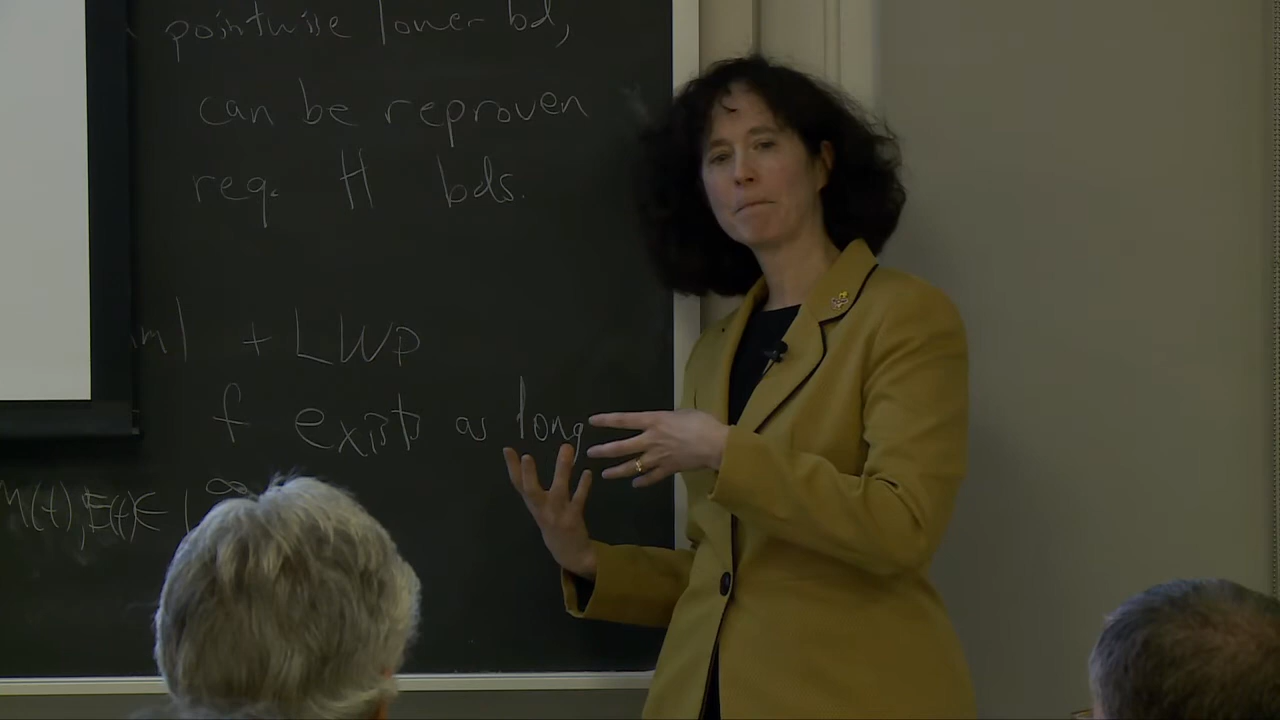 pointwise lower bd,
can be reproven
req. H bds.
+ LWP
f exists as long
M(t), E(t) ∈ L^∞